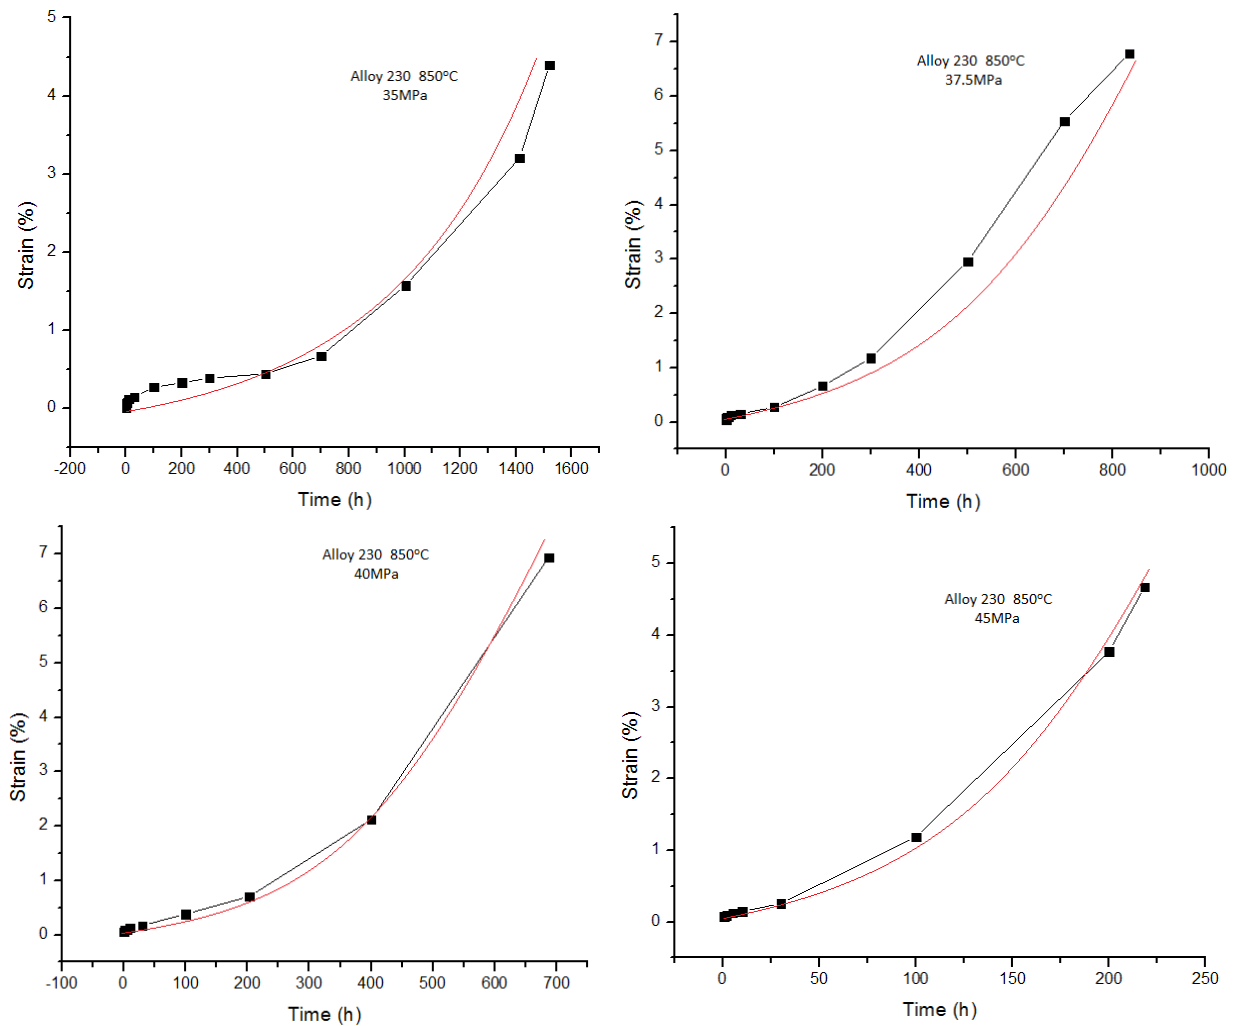 5
4
3
2
1
0
Strain (%)
Alloy 230 850°C
35MPa
-200 0 200 400 600 800 1000 1200 1400 1600
Time (h)
7
6
5
4
3
2
1
0
Strain (%)
Alloy 230 850°C
37.5MPa
0 200 400 600 800 1000
Time (h)
7
6
5
4
3
2
1
0
Strain (%)
Alloy 230 850°C
40MPa
-100 0 100 200 300 400 500 600 700
Time (h)
5
4
3
2
1
0
Strain (%)
Alloy 230 850°C
45MPa
0 50 100 150 200 250
Time (h)